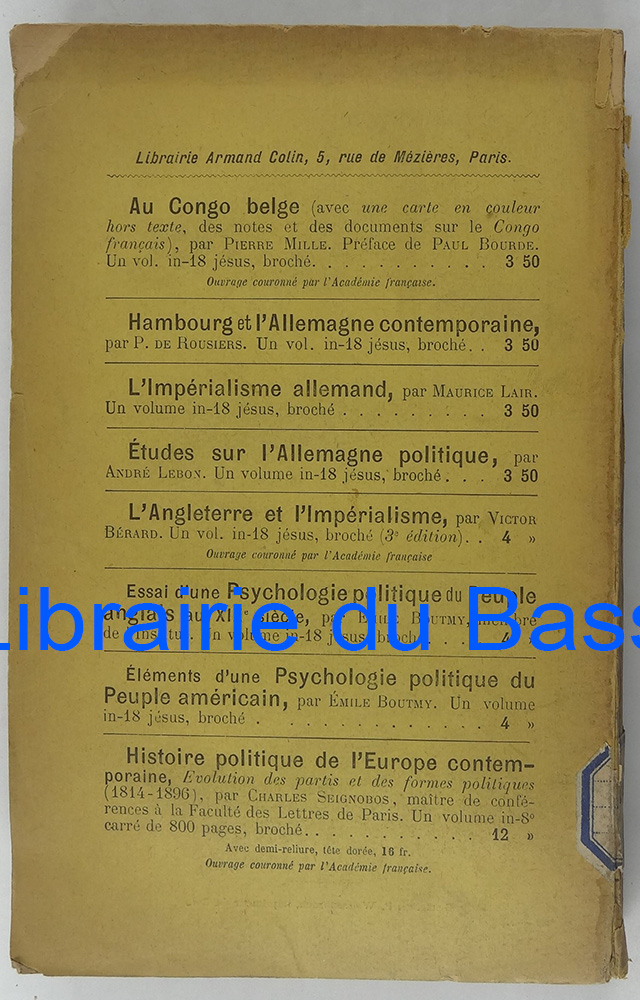 Librairie Armand Colin, 5, rue de Mézières, Paris.
Au Congo belge (avec une carte en couleur
hors texte, des notes et des documents sur le Congo
français), par PIERRE MILLE. Préface de PAUL BOURDE.
Un vol. in-18 jésus, broché. . . . . . . . . . . 3 50
Ouvrage couronné par l'Académie française.
Hambourg et l'Allemagne contemporaine,
par P. DE ROUSIERS. Un vol. in-18 jésus, broché. . 3 50
L'Impérialisme allemand, par MAURICE LAIR.
Un volume in-18 jésus, broché . . . . . . . . . 3 50
Études sur l'Allemagne politique, par
ANDRÉ LEBON. Un volume in-18 jésus, broché . . . 3 50
L'Angleterre et l'Impérialisme, par VICTOR
BÉRARD. Un vol. in-18 jésus, broché (3e édition). . 4 »
Ouvrage couronné par l'Académie française
Essai d'une Psychologie politique du Peuple
anglais au XIXe siècle, par ÉMILE BOUTMY, membre
de l'Institut. Un volume in-18 jésus, broché . . . 4 »
Librairie du Bass
Éléments d'une Psychologie politique du
Peuple américain, par ÉMILE BOUTMY. Un volume
in-18 jésus, broché . . . . . . . . . . . . . 4 »
Histoire politique de l'Europe contem-
poraine, Évolution des partis et des formes politiques
(1814-1896), par CHARLES SEIGNOBOS, maître de confé-
rences à la Faculté des Lettres de Paris. Un volume in-8o
carré de 800 pages, broché. . . . . . . . . . . 12 »
Avec demi-reliure, tête dorée, 16 fr.
Ouvrage couronné par l'Académie française.